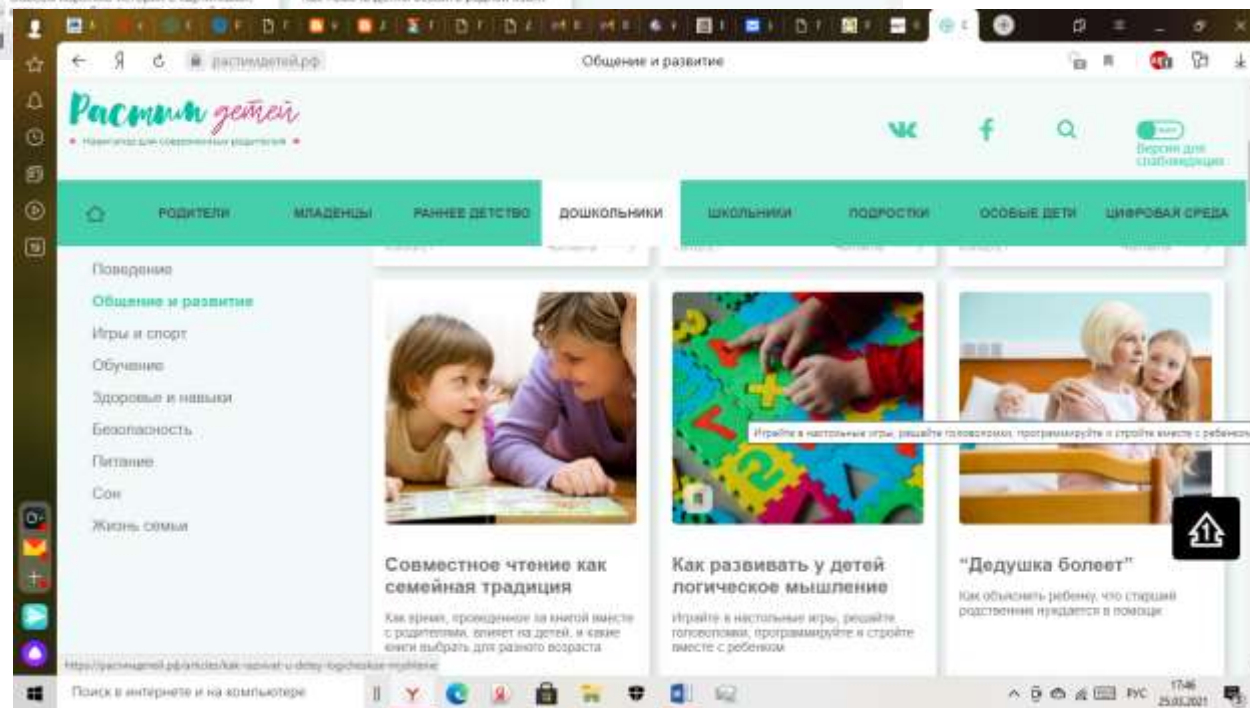 растимдетей.рф
Общение и развитие
Растим детей
Навигатор для современных родителей
Версия для слабовидящих
РОДИТЕЛИ
МЛАДЕНЦЫ
РАННЕЕ ДЕТСТВО
ДОШКОЛЬНИКИ
ШКОЛЬНИКИ
ПОДРОСТКИ
ОСОБЫЕ ДЕТИ
ЦИФРОВАЯ СРЕДА
Поведение
Общение и развитие
Игры и спорт
Обучение
Здоровье и навыки
Безопасность
Питание
Сон
Жизнь семьи
Играйте в настольные игры, решайте головоломки, программируйте и стройте вместе с ребенком
Совместное чтение как
семейная традиция
Как время, проведенное за книгой вместе
с родителями, влияет на детей, и какие
книги выбрать для разного возраста
Как развивать у детей
логическое мышление
Играйте в настольные игры, решайте
головоломки, программируйте и стройте
вместе с ребенком
“Дедушка болеет”
Как объяснить ребенку, что старший
родственник нуждается в помощи
Поиск в интернете и на компьютере
РУС
17:46
25.03.2021